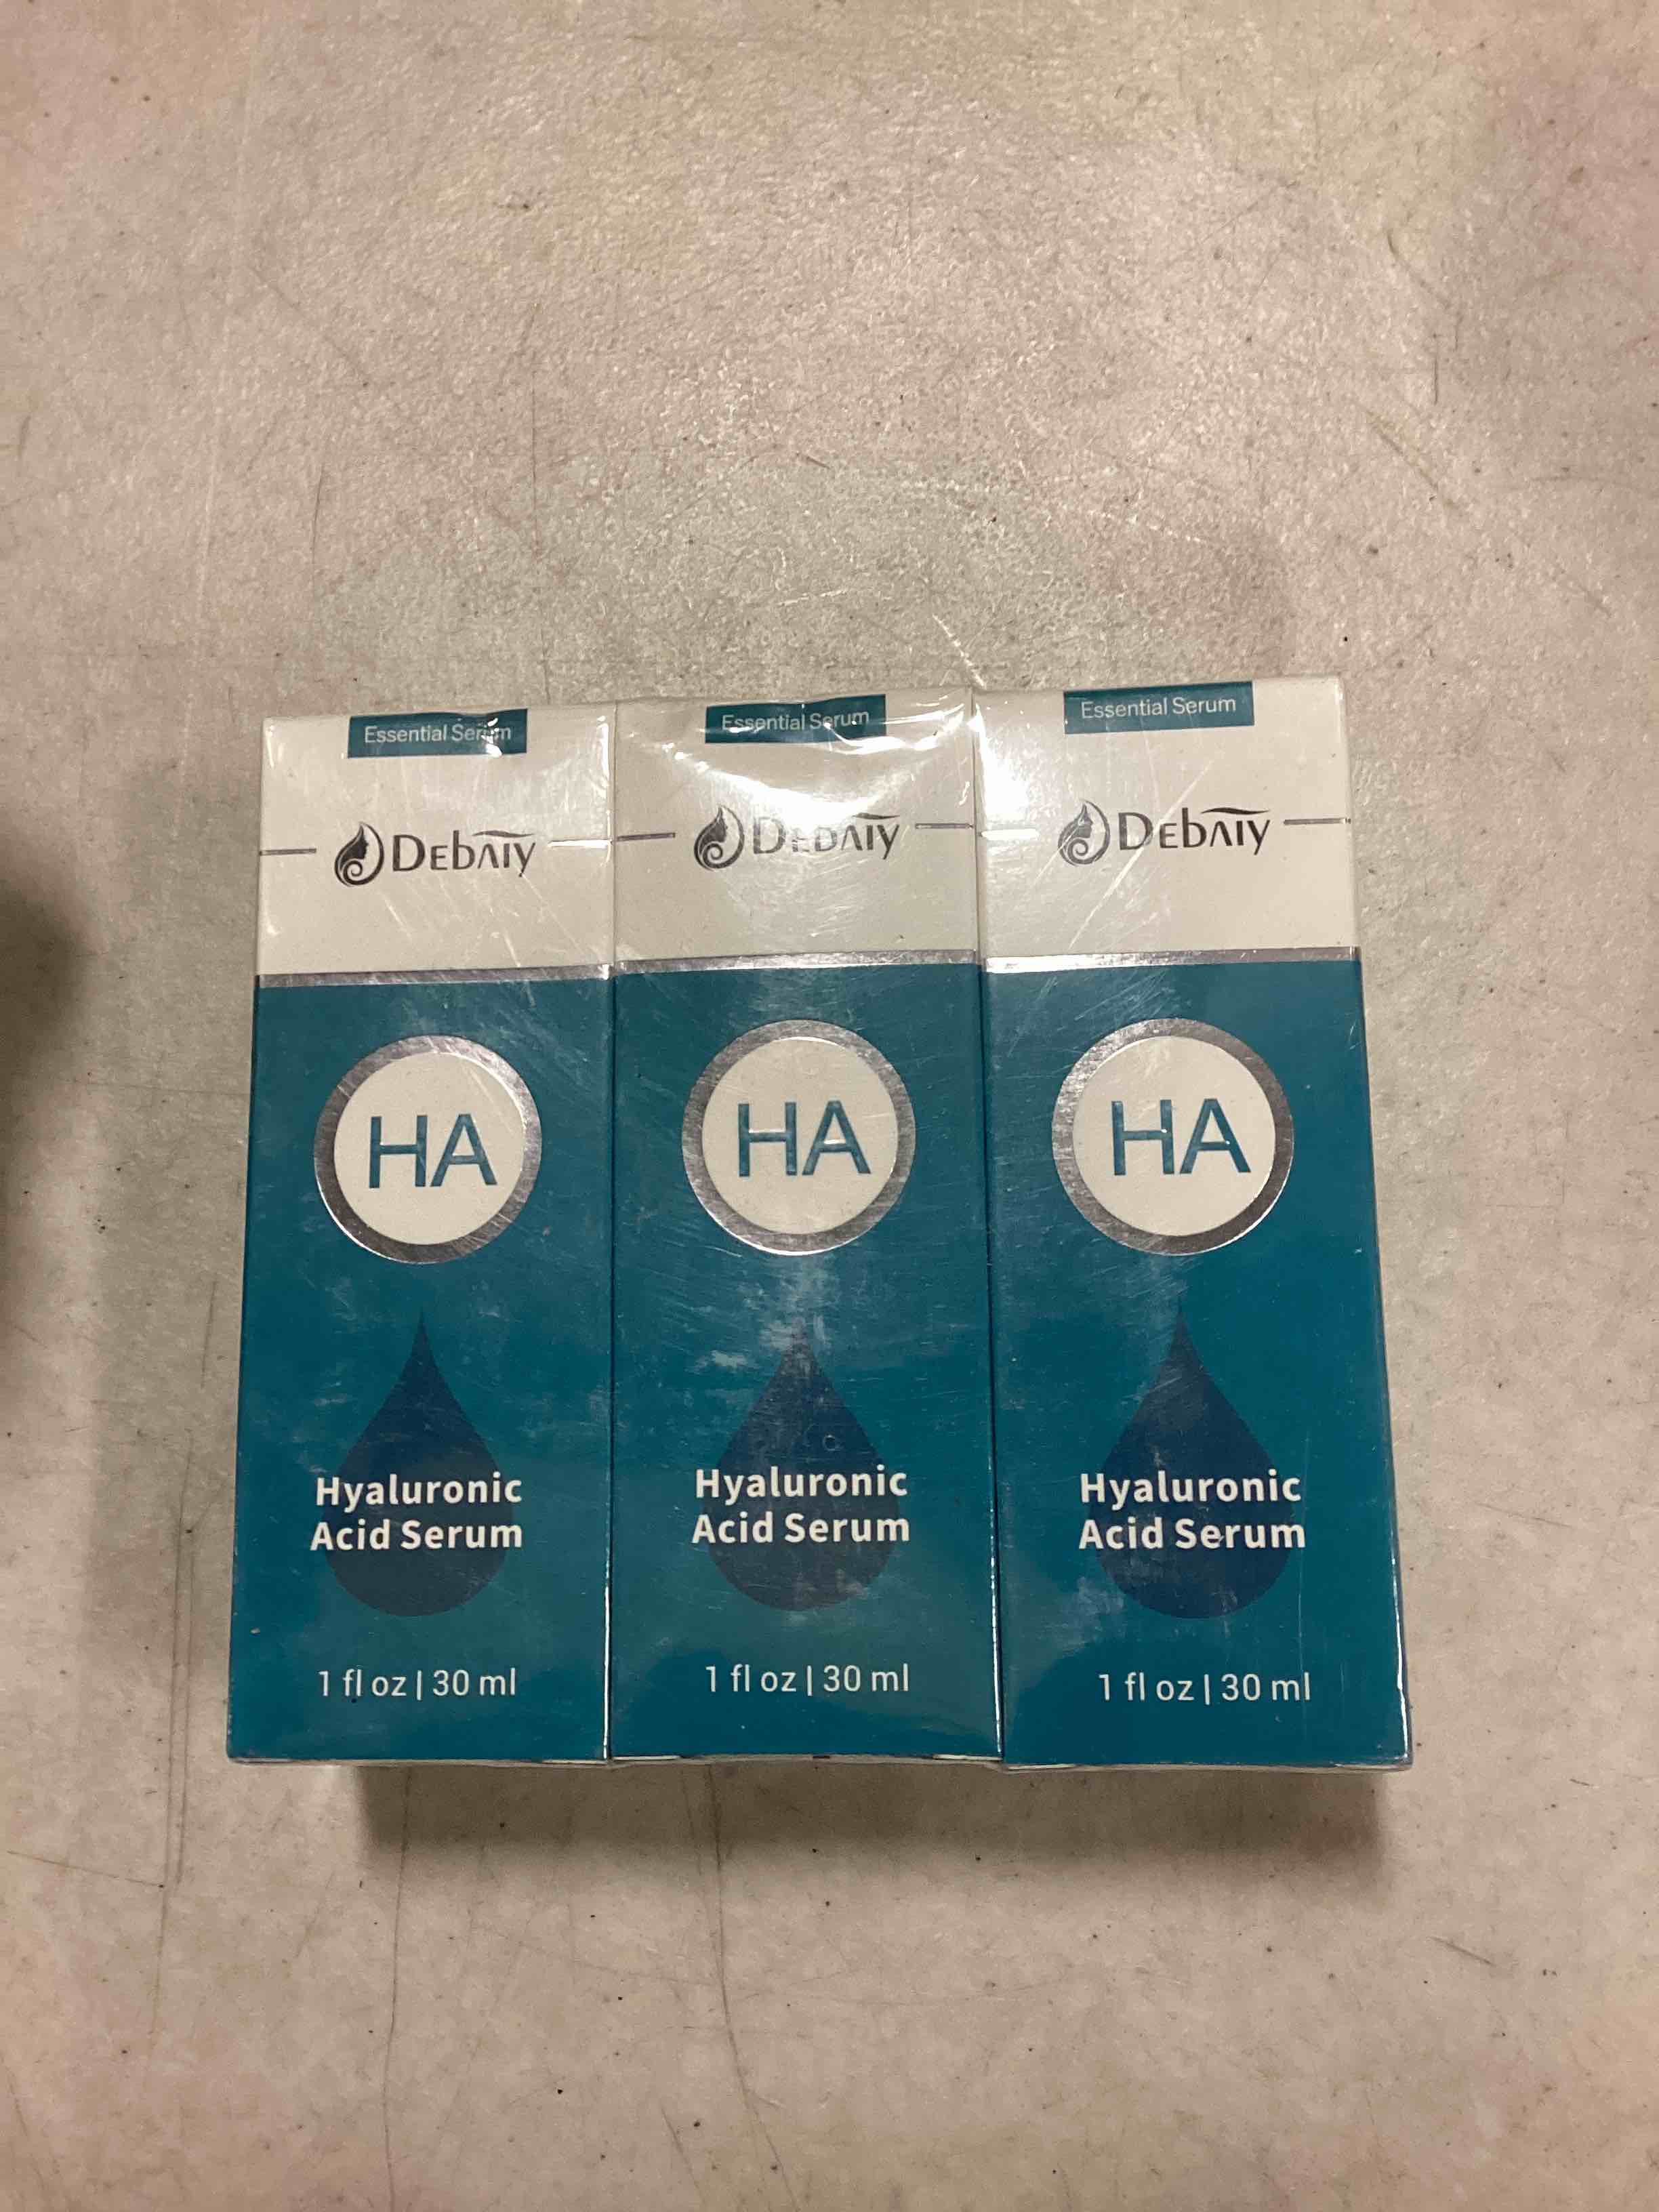 Essential Serum
DEbAIY
HA
Hyaluronic
Acid Serum
1 fl oz | 30 ml
Essential Serum
DEbAIY
HA
Hyaluronic
Acid Serum
1 fl oz | 30 ml
Essential Serum
DEbAIY
HA
Hyaluronic
Acid Serum
1 fl oz | 30 ml